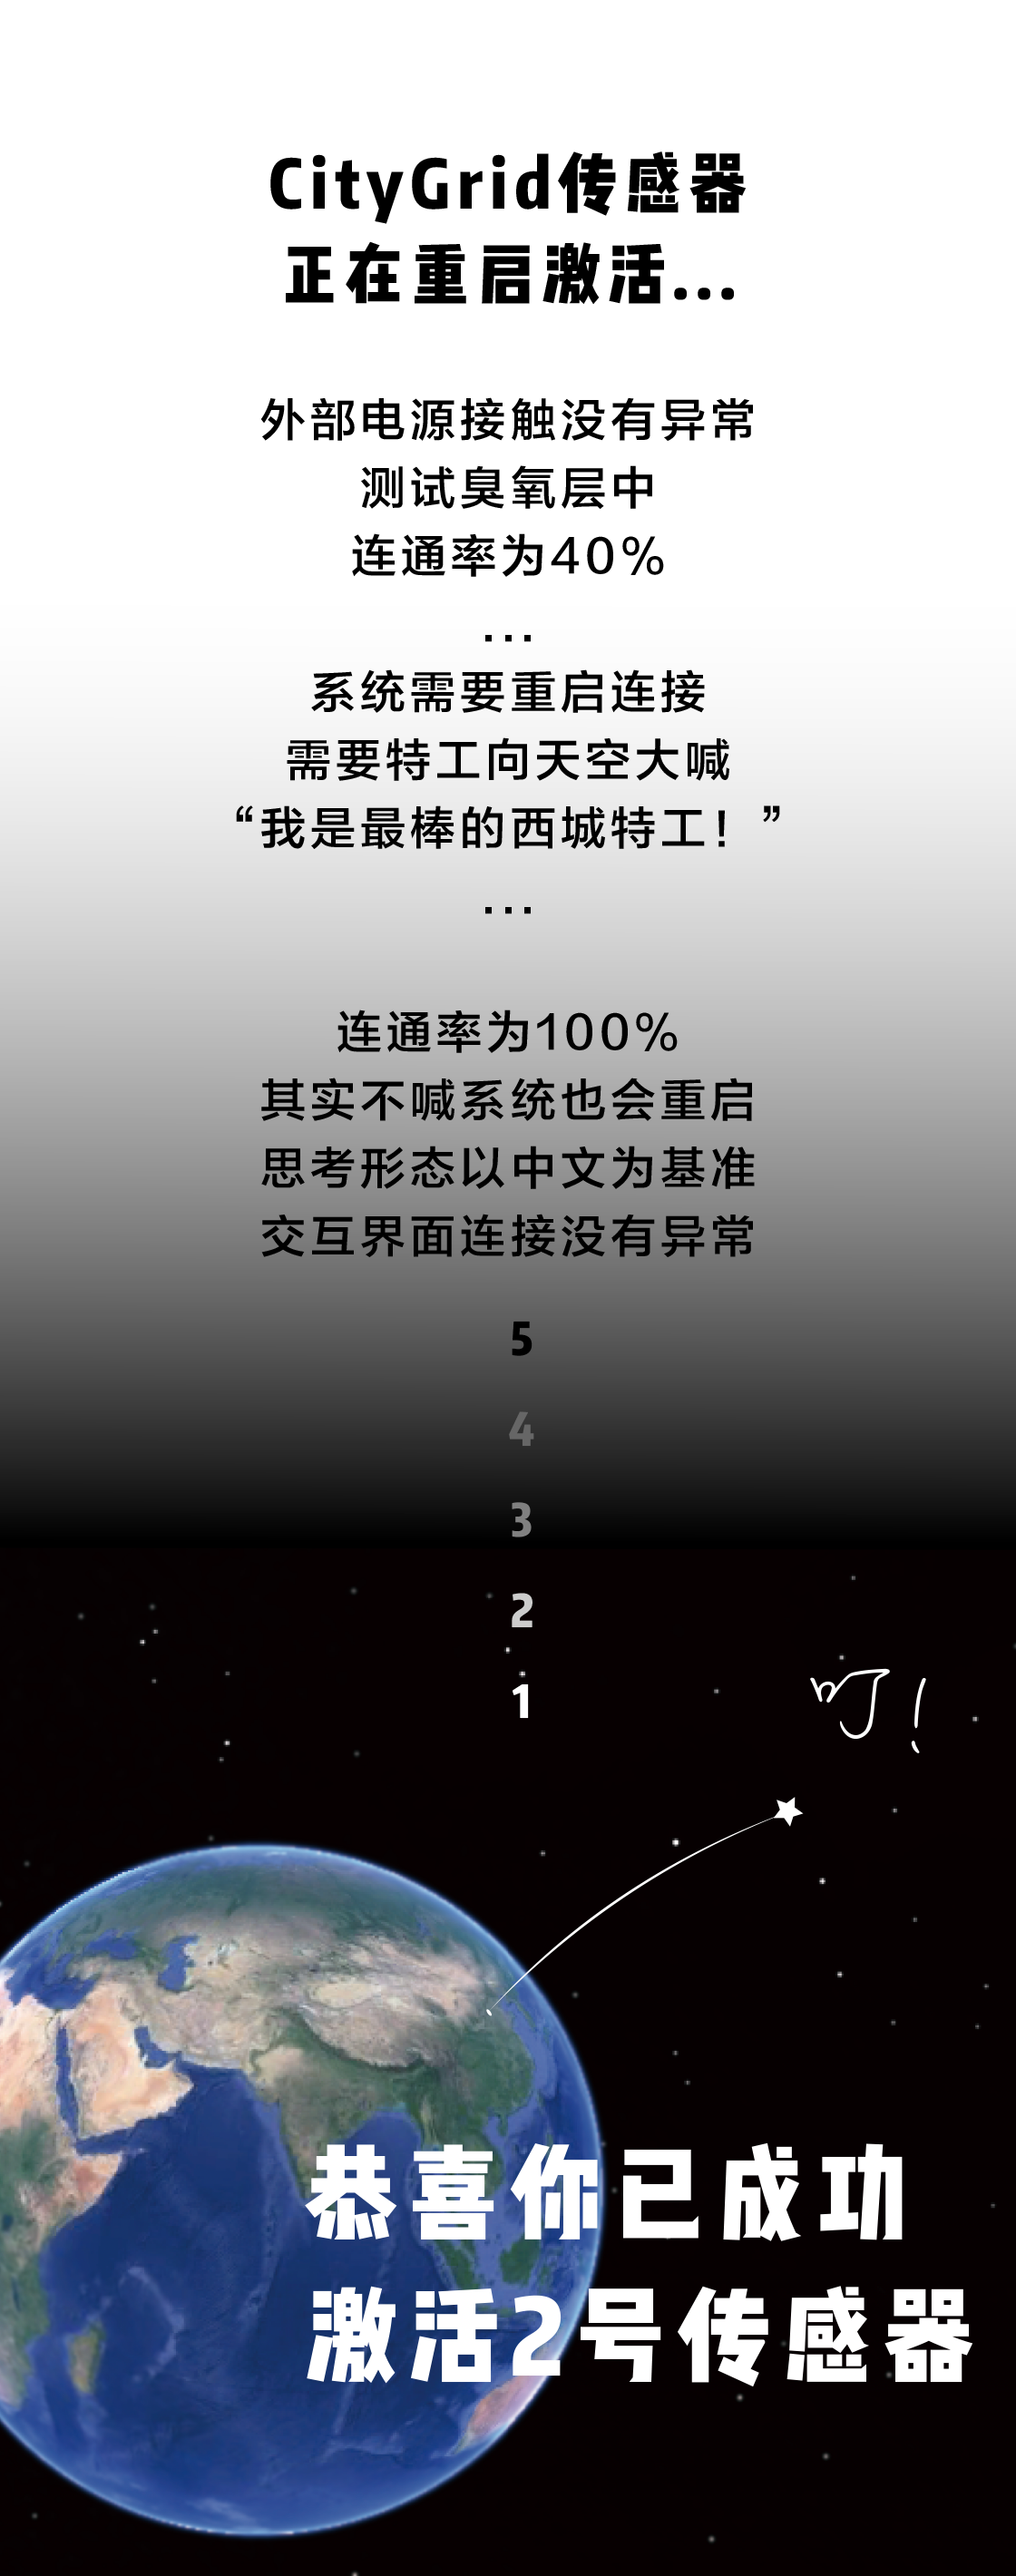 CityGrid传感器
正在重启激活...
外部电源接触没有异常
测试臭氧层中
连通率为40%
...
系统需要重启连接
需要特工向天空大喊
“我是最棒的西城特工！”
...
连通率为100%
其实不喊系统也会重启
思考形态以中文为基准
交互界面连接没有异常
5
4
3
2
1
叮！
恭喜你已成功
激活2号传感器